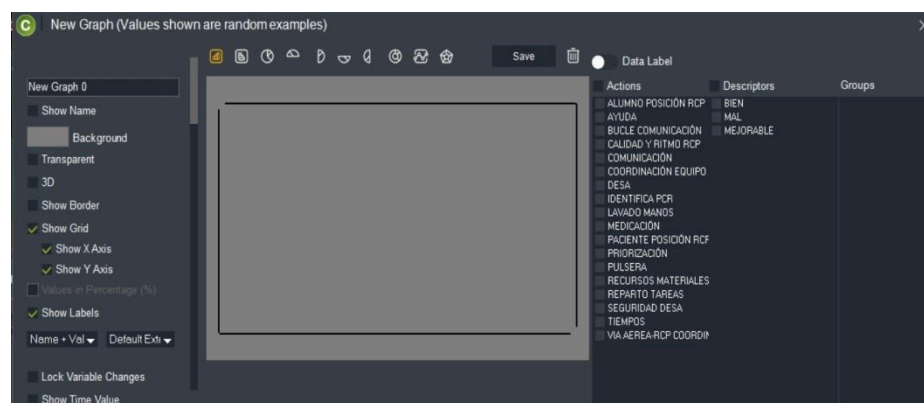 C New Graph (Values shown are random examples)
Save
Data Label
New Graph 0
Show Name
Background
Transparent
3D
Show Border
Show Grid
Show X Axis
Show Y Axis
Values in Percentage (%)
Show Labels
Name + Val
Default Extr
Lock Variable Changes
Show Time Value
Actions
ALUMNO POSICIÓN RCP
AYUDA
BUCLE COMUNICACIÓN
CALIDAD Y RITMO RCP
COMUNICACIÓN
COORDINACIÓN EQUIPO
DESA
IDENTIFICA PCR
LAVADO MANOS
MEDICACIÓN
PACIENTE POSICIÓN RCF
PRIORIZACIÓN
PULSERA
RECURSOS MATERIALES
REPARTO TAREAS
SEGURIDAD DESA
TIEMPOS
VIA AEREA-RCP COORDIN
Descriptors
BIEN
MAL
MEJORABLE
Groups